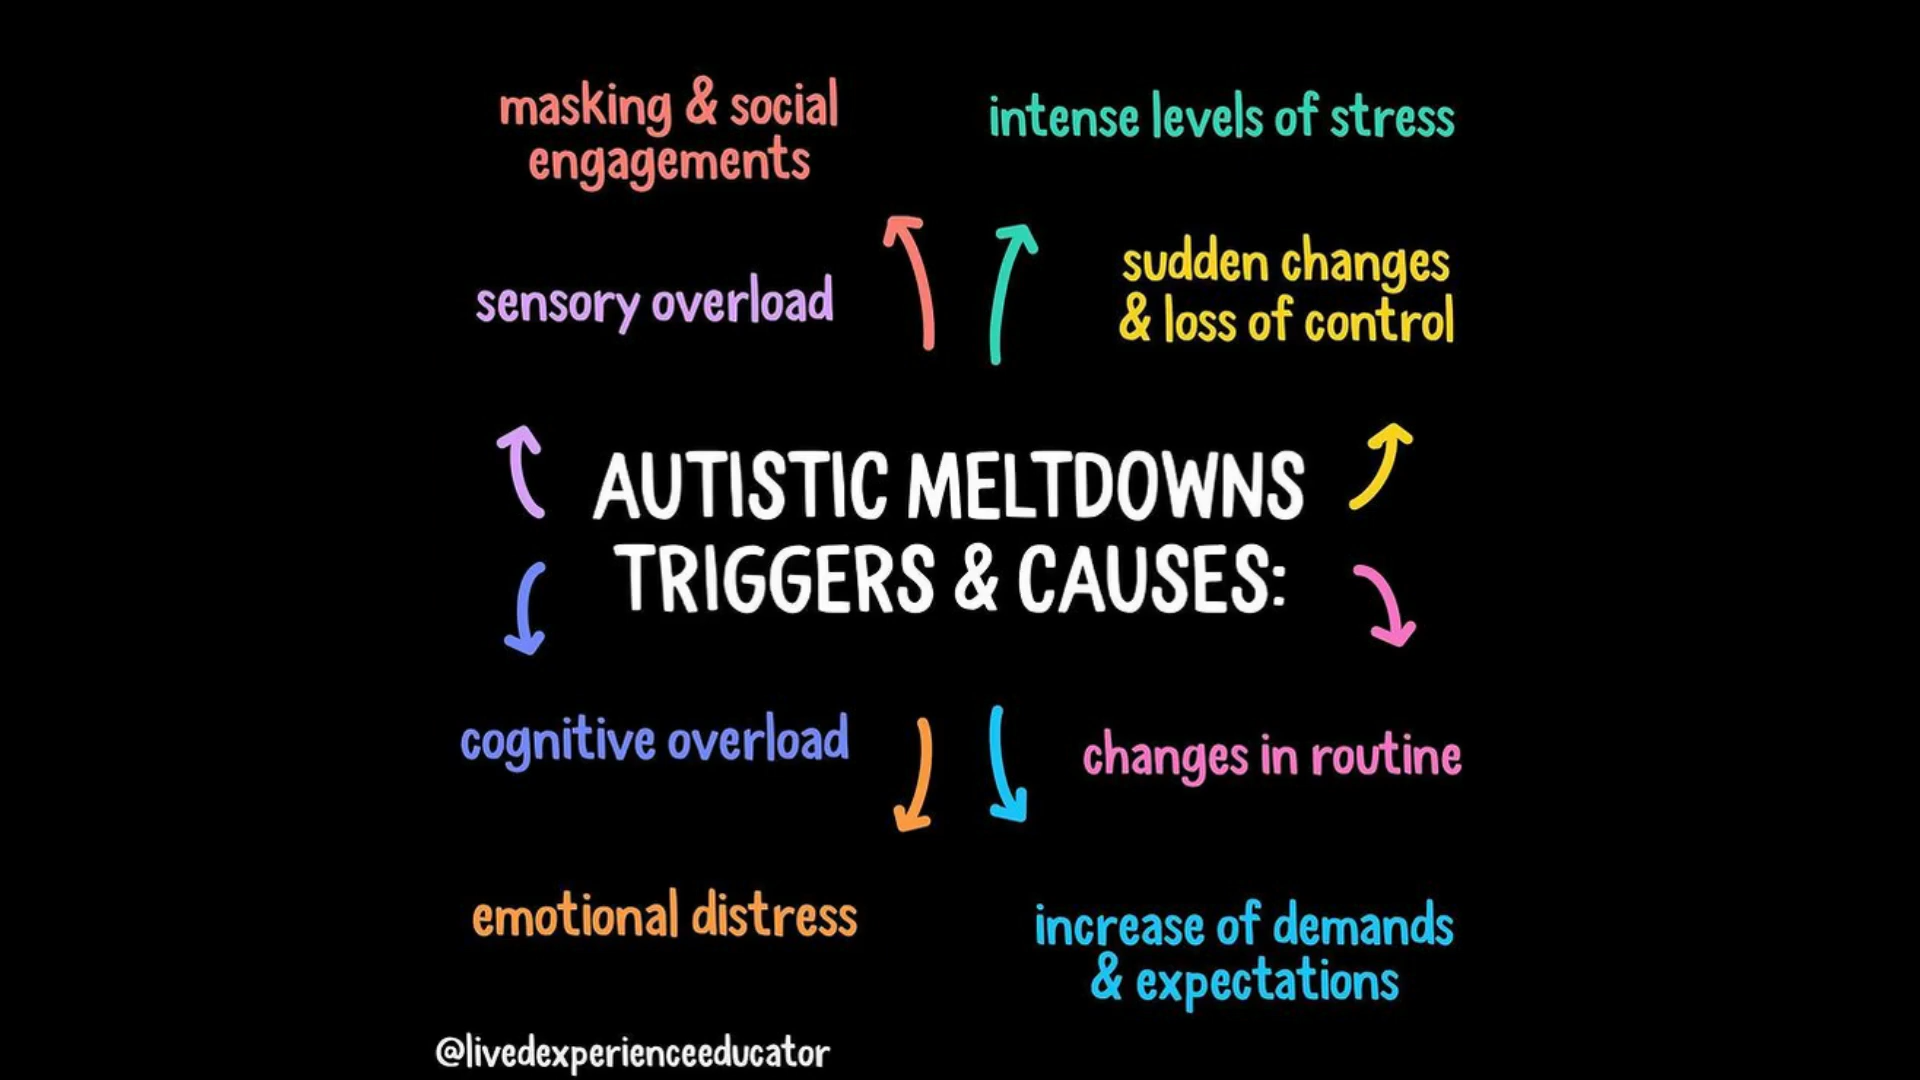 masking & social
engagements
intense levels of stress
sensory overload
sudden changes
& loss of control
AUTISTIC MELTDOWNS
TRIGGERS & CAUSES:
cognitive overload
changes in routine
emotional distress
increase of demands
& expectations
@livedexperienceeducator